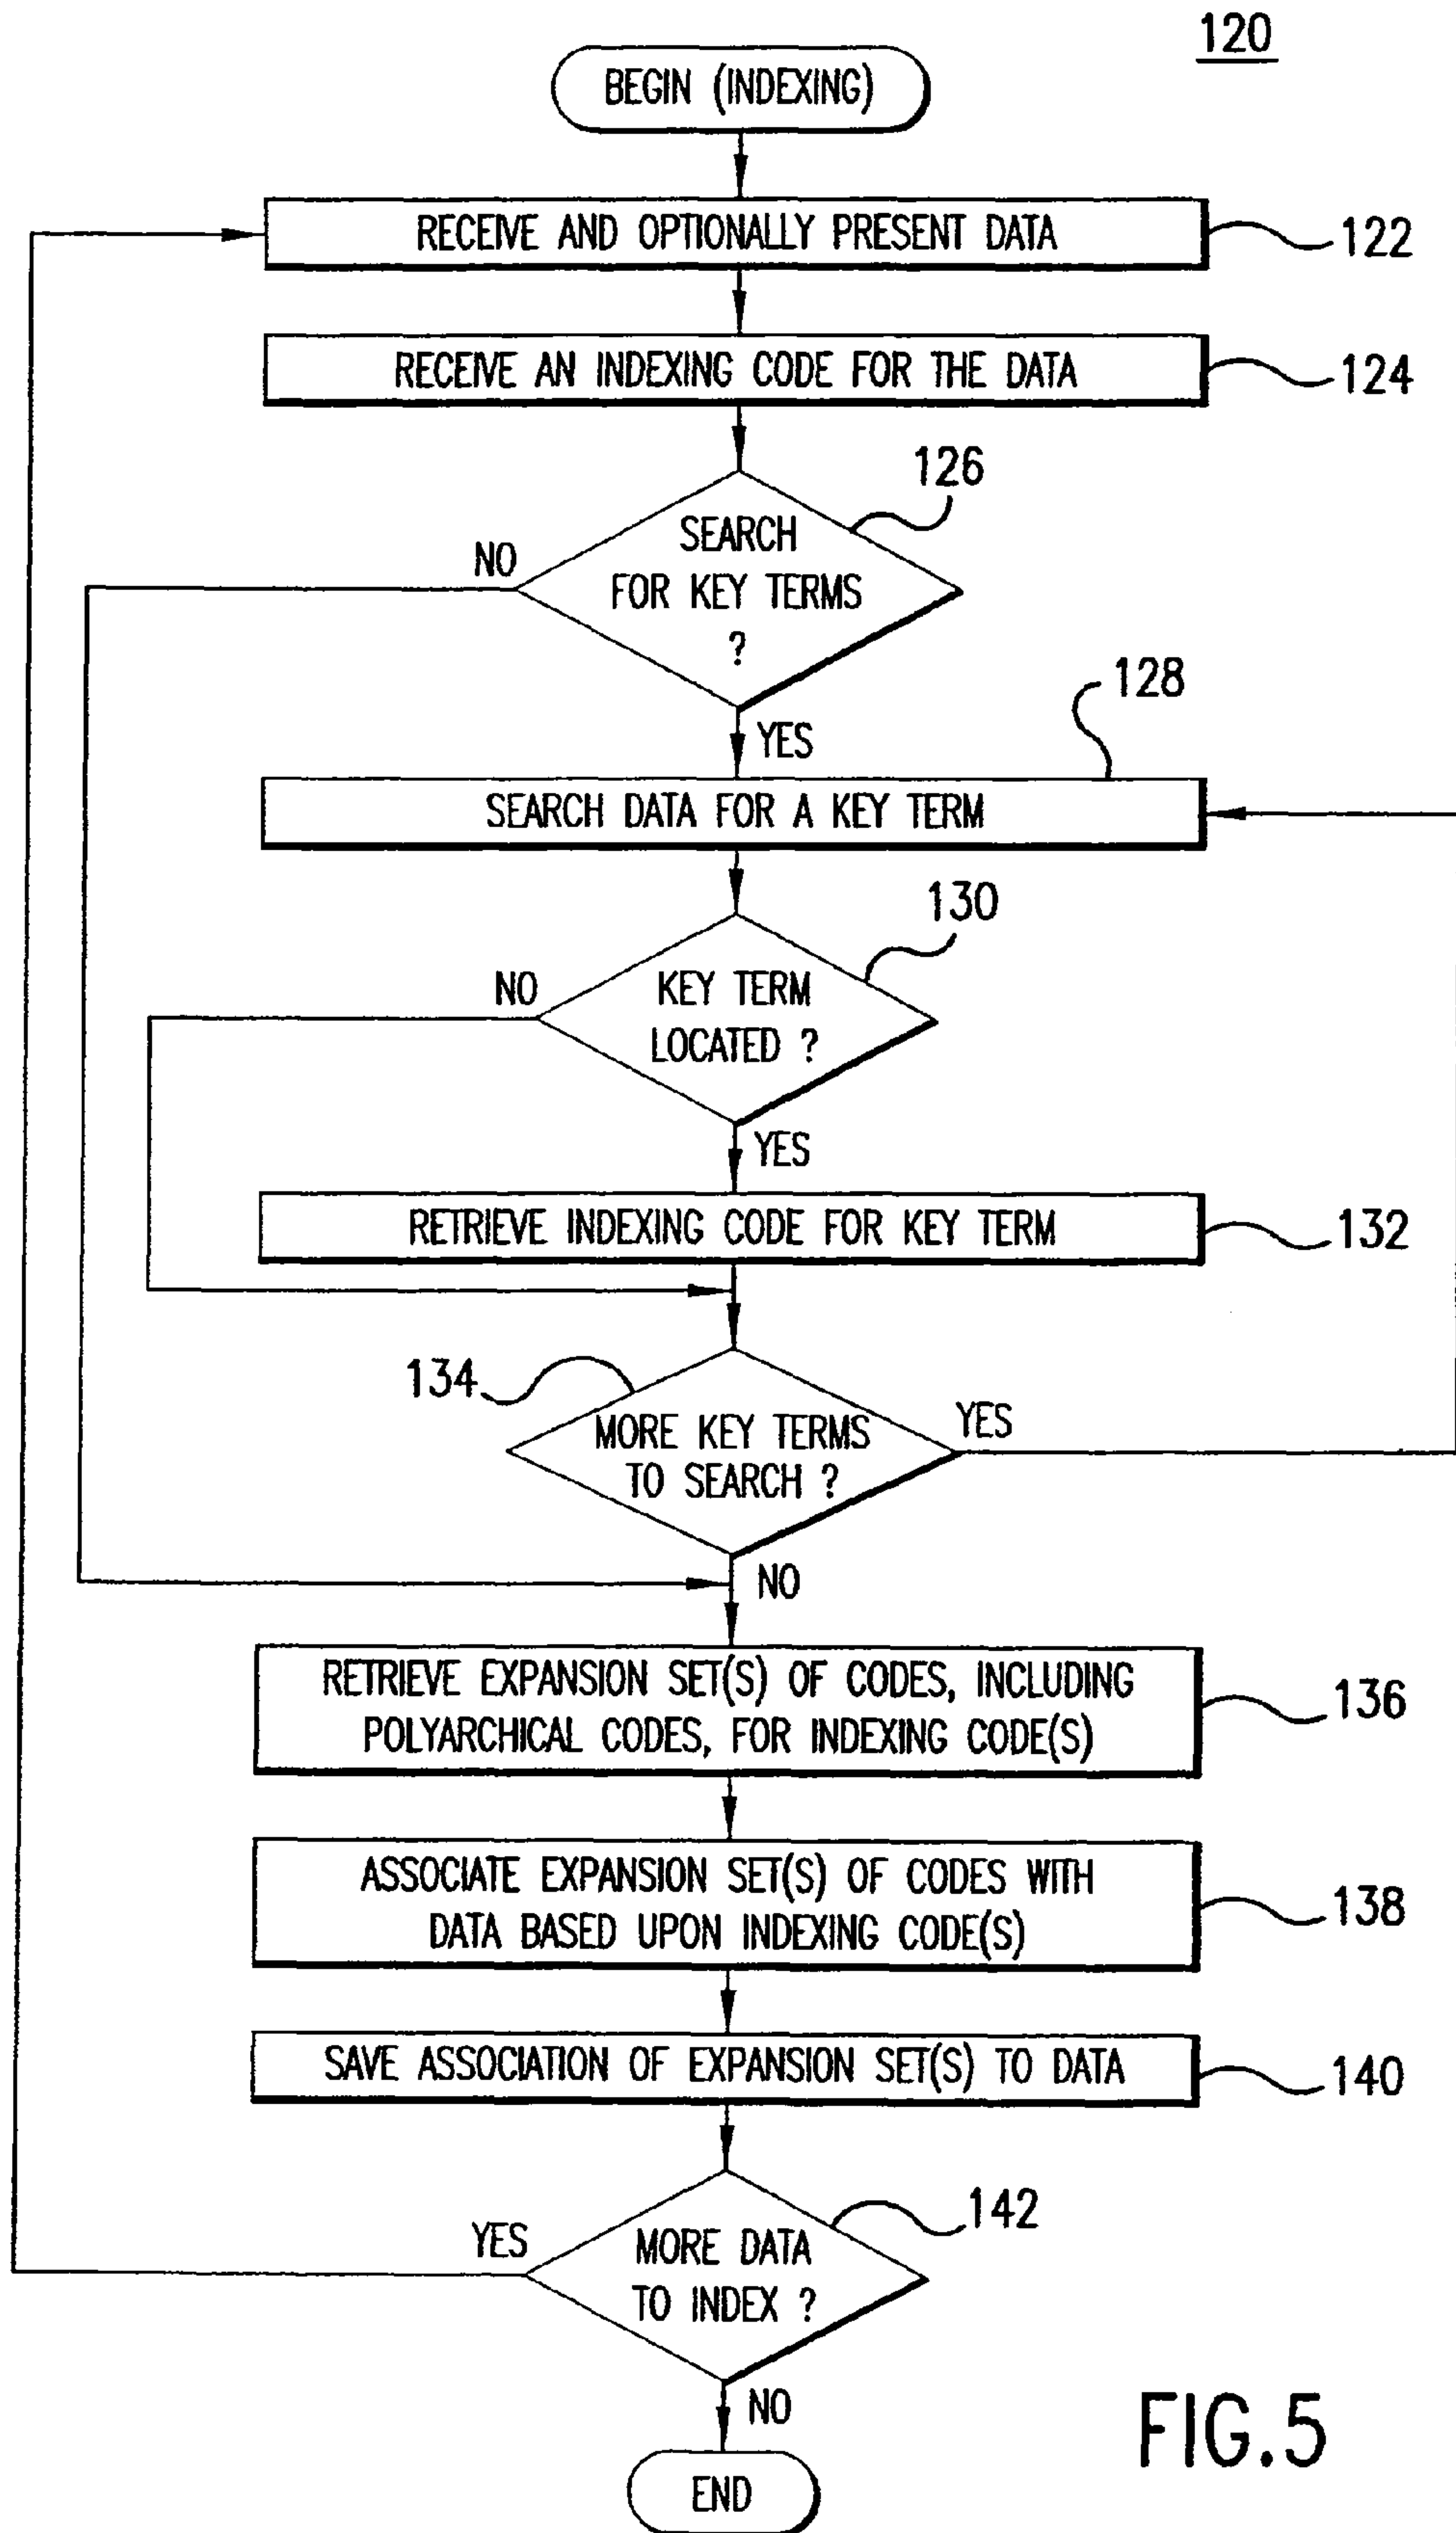 120
BEGIN (INDEXING)
RECEIVE AND OPTIONALLY PRESENT DATA
122
RECEIVE AN INDEXING CODE FOR THE DATA
124
126
SEARCH
FOR KEY TERMS
?
NO
YES
128
SEARCH DATA FOR A KEY TERM
130
KEY TERM
LOCATED ?
NO
YES
RETRIEVE INDEXING CODE FOR KEY TERM
132
134
MORE KEY TERMS
TO SEARCH ?
YES
NO
RETRIEVE EXPANSION SET(S) OF CODES, INCLUDING
POLYARCHICAL CODES, FOR INDEXING CODE(S)
136
ASSOCIATE EXPANSION SET(S) OF CODES WITH
DATA BASED UPON INDEXING CODE(S)
138
SAVE ASSOCIATION OF EXPANSION SET(S) TO DATA
140
142
YES
MORE DATA
TO INDEX ?
NO
END
FIG.5